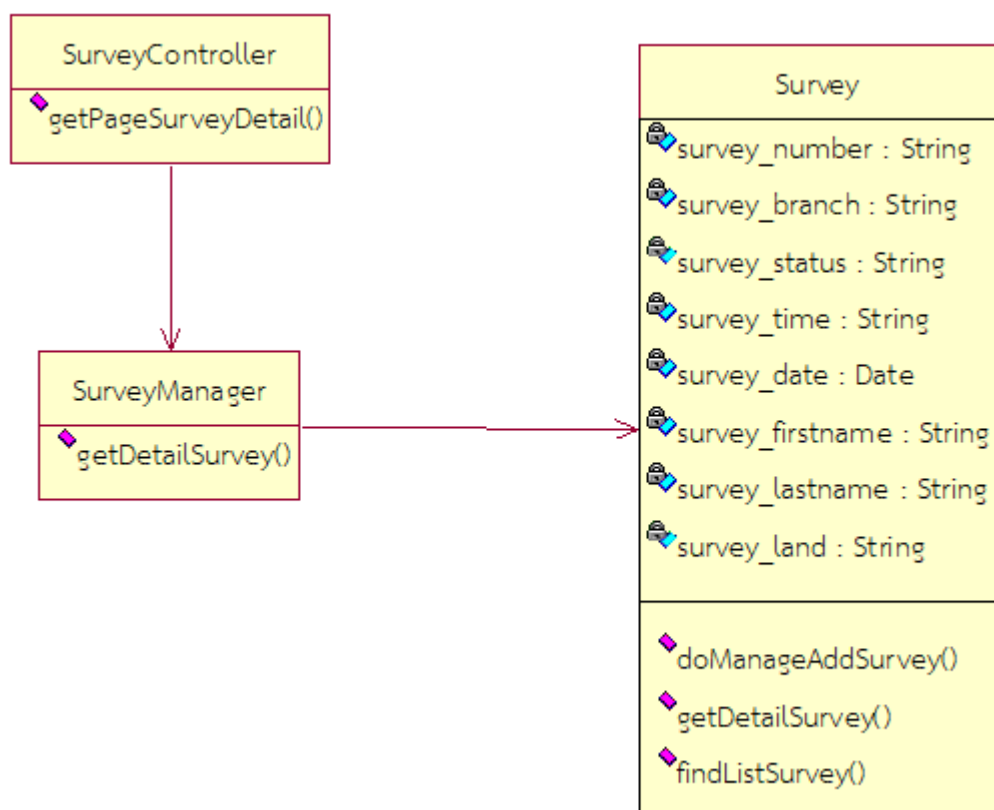 SurveyController
getPageSurveyDetail()
SurveyManager
getDetailSurvey()
Survey
survey_number : String
survey_branch : String
survey_status : String
survey_time : String
survey_date : Date
survey_firstname : String
survey_lastname : String
survey_land : String
doManageAddSurvey()
getDetailSurvey()
findListSurvey()